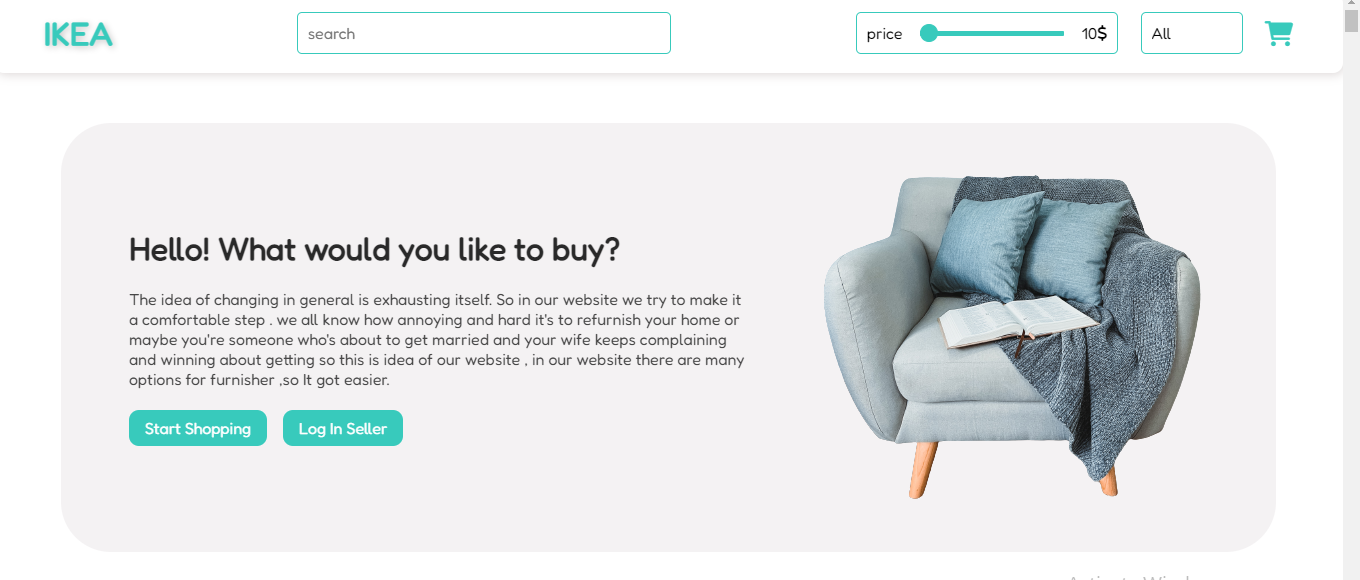 IKEA
search
price 10$
All
Hello! What would you like to buy?
The idea of changing in general is exhausting itself. So in our website we try to make it
a comfortable step . we all know how annoying and hard it's to refurnish your home or
maybe you're someone who's about to get married and your wife keeps complaining
and winning about getting so this is idea of our website , in our website there are many
options for furnisher ,so It got easier.
Start Shopping
Log In Seller